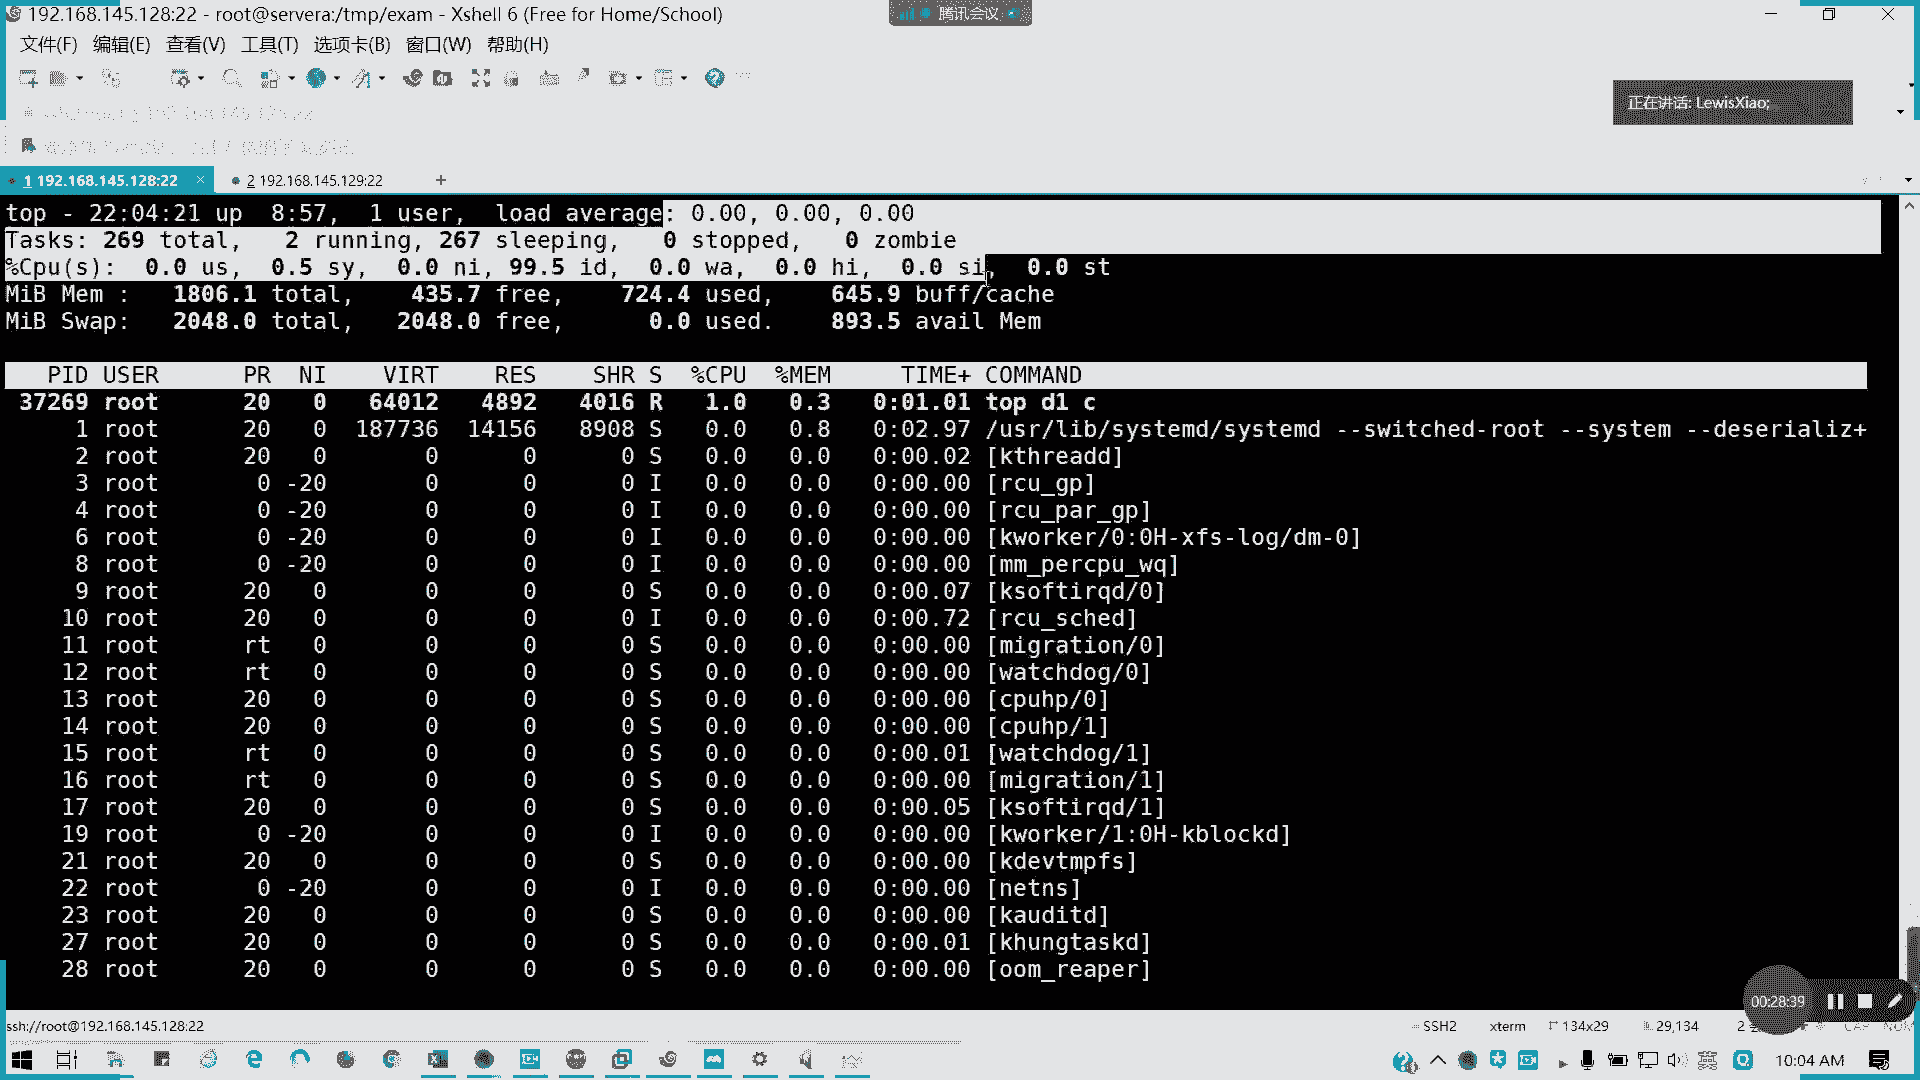 192.168.145.128:22 - root@servera:/tmp/exam - Xshell 6 (Free for Home/School)
腾讯会议
文件(F) 编辑(E) 查看(V) 工具(T) 选项卡(B) 窗口(W) 帮助(H)
正在讲话: LewisXiao;
1 192.168.145.128:22 × 2 192.168.145.129:22 +
top - 22:04:21 up  8:57,  1 user,  load average: 0.00, 0.00, 0.00
Tasks: 269 total,   2 running, 267 sleeping,   0 stopped,   0 zombie
%Cpu(s):  0.0 us,  0.5 sy,  0.0 ni, 99.5 id,  0.0 wa,  0.0 hi,  0.0 si,  0.0 st
MiB Mem :   1806.1 total,    435.7 free,    724.4 used,    645.9 buff/cache
MiB Swap:   2048.0 total,   2048.0 free,      0.0 used.    893.5 avail Mem
PID USER PR NI VIRT RES SHR S %CPU %MEM TIME+ COMMAND
37269 root 20 0 64012 4892 4016 R 1.0 0.3 0:01.01 top d1 c
1 root 20 0 187736 14156 8908 S 0.0 0.8 0:02.97 /usr/lib/systemd/systemd --switched-root --system --deserializ+
2 root 20 0 0 0 0 S 0.0 0.0 0:00.02 [kthreadd]
3 root 0 -20 0 0 0 I 0.0 0.0 0:00.00 [rcu_gp]
4 root 0 -20 0 0 0 I 0.0 0.0 0:00.00 [rcu_par_gp]
6 root 0 -20 0 0 0 I 0.0 0.0 0:00.00 [kworker/0:0H-xfs-log/dm-0]
8 root 0 -20 0 0 0 I 0.0 0.0 0:00.00 [mm_percpu_wq]
9 root 20 0 0 0 0 S 0.0 0.0 0:00.07 [ksoftirqd/0]
10 root 20 0 0 0 0 I 0.0 0.0 0:00.72 [rcu_sched]
11 root rt 0 0 0 0 S 0.0 0.0 0:00.00 [migration/0]
12 root rt 0 0 0 0 S 0.0 0.0 0:00.00 [watchdog/0]
13 root 20 0 0 0 0 S 0.0 0.0 0:00.00 [cpuhp/0]
14 root 20 0 0 0 0 S 0.0 0.0 0:00.00 [cpuhp/1]
15 root rt 0 0 0 0 S 0.0 0.0 0:00.01 [watchdog/1]
16 root rt 0 0 0 0 S 0.0 0.0 0:00.00 [migration/1]
17 root 20 0 0 0 0 S 0.0 0.0 0:00.05 [ksoftirqd/1]
19 root 0 -20 0 0 0 I 0.0 0.0 0:00.00 [kworker/1:0H-kblockd]
21 root 20 0 0 0 0 S 0.0 0.0 0:00.00 [kdevtmpfs]
22 root 0 -20 0 0 0 I 0.0 0.0 0:00.00 [netns]
23 root 20 0 0 0 0 S 0.0 0.0 0:00.00 [kauditd]
27 root 20 0 0 0 0 S 0.0 0.0 0:00.01 [khungtaskd]
28 root 20 0 0 0 0 S 0.0 0.0 0:00.00 [oom_reaper]
00:28:39
ssh://root@192.168.145.128:22 SSH2 xterm 134x29 29,134 2 CAP NUM
英 10:04 AM